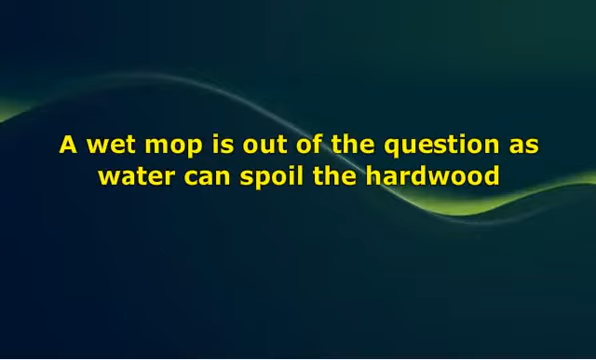 A wet mop is out of the question as
water can spoil the hardwood